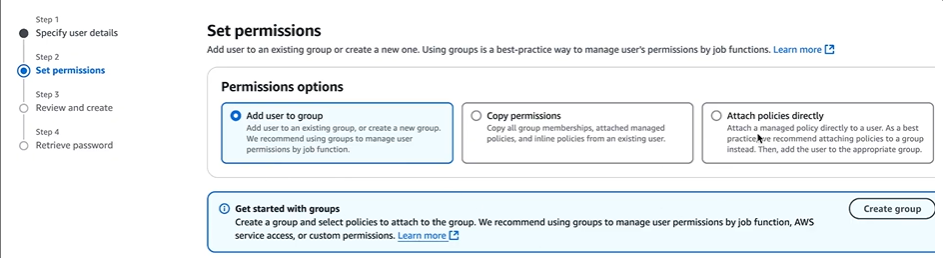 Step 1
Specify user details
Step 2
Set permissions
Step 3
Review and create
Step 4
Retrieve password
Set permissions
Add user to an existing group or create a new one. Using groups is a best-practice way to manage user's permissions by job functions. Learn more
Permissions options
Add user to group
Add user to an existing group, or create a new group.
We recommend using groups to manage user
permissions by job function.
Copy permissions
Copy all group memberships, attached managed
policies, and inline policies from an existing user.
Attach policies directly
Attach a managed policy directly to a user. As a best
practice we recommend attaching policies to a group
instead. Then, add the user to the appropriate group.
Get started with groups
Create a group and select policies to attach to the group. We recommend using groups to manage user permissions by job function, AWS
service access, or custom permissions. Learn more
Create group